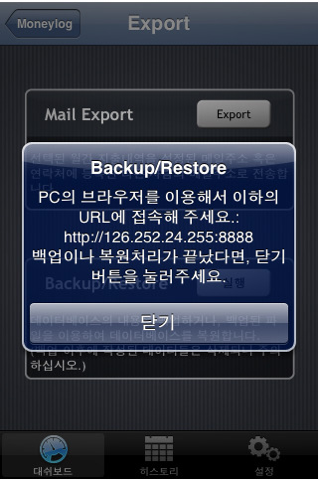 Moneylog
Export
Mail Export
Export
Backup/Restore
PC의 브라우저를 이용해서 이하의
URL에 접속해 주세요.:
http://126.252.24.255:8888
백업이나 복원처리가 끝났다면, 닫기
버튼을 눌러주세요.
닫기
Backup/Restore
실행
하십시오.)
대쉬보드
히스토리
설정